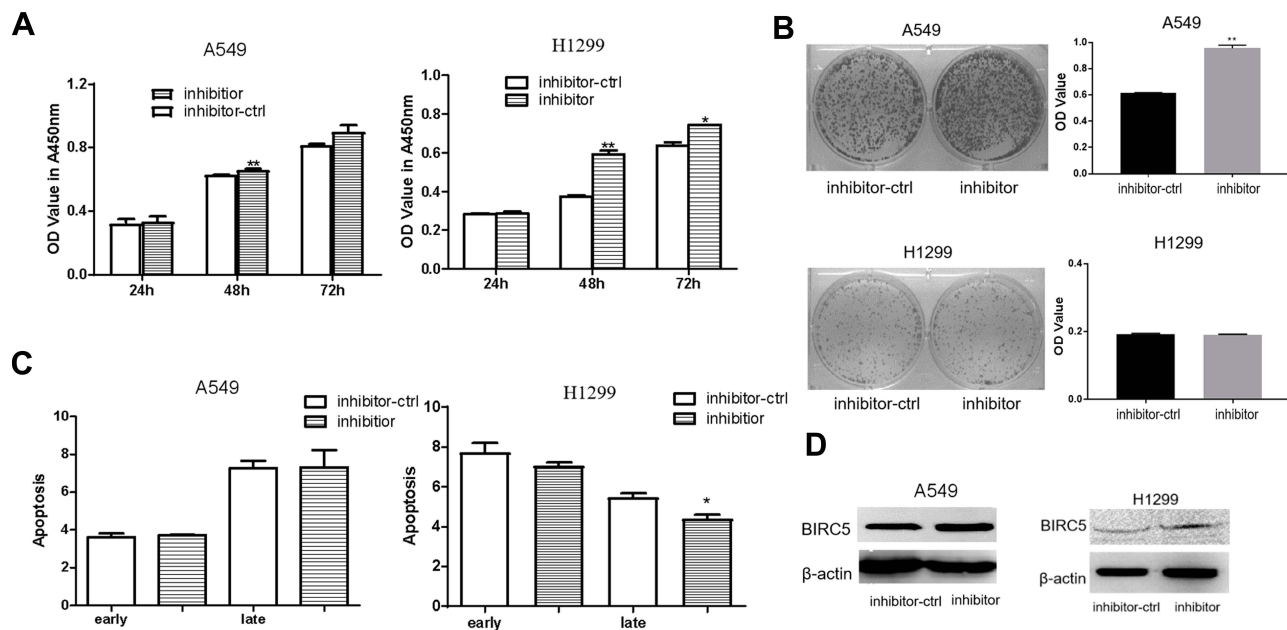 A
A549
inhibitior
inhibitor-ctrl
OD Value in A450nm
1.2
0.8
0.4
0.0
24h 48h 72h
H1299
inhibitor-ctrl
inhibitor
OD Value in A450nm
1.0
0.8
0.6
0.4
0.2
0.0
** 
** *
24h 48h 72h
B
A549
inhibitor-ctrl inhibitor
A549
OD Value
1.0
0.8
0.6
0.4
0.2
0.0
**
inhibitor-ctrl inhibitor
H1299
inhibitor-ctrl inhibitor
H1299
OD Value
0.4
0.2
0.0
inhibitor-ctrl inhibitor
C
A549
inhibitor-ctrl
inhibitior
Apoptosis
10
8
6
4
2
0
early late
H1299
inhibitor-ctrl
inhibitior
Apoptosis
10
8
6
4
2
0
*
early late
D
A549
BIRC5
β-actin
inhibitor-ctrl inhibitor
H1299
BIRC5
β-actin
inhibitor-ctrl inhibitor